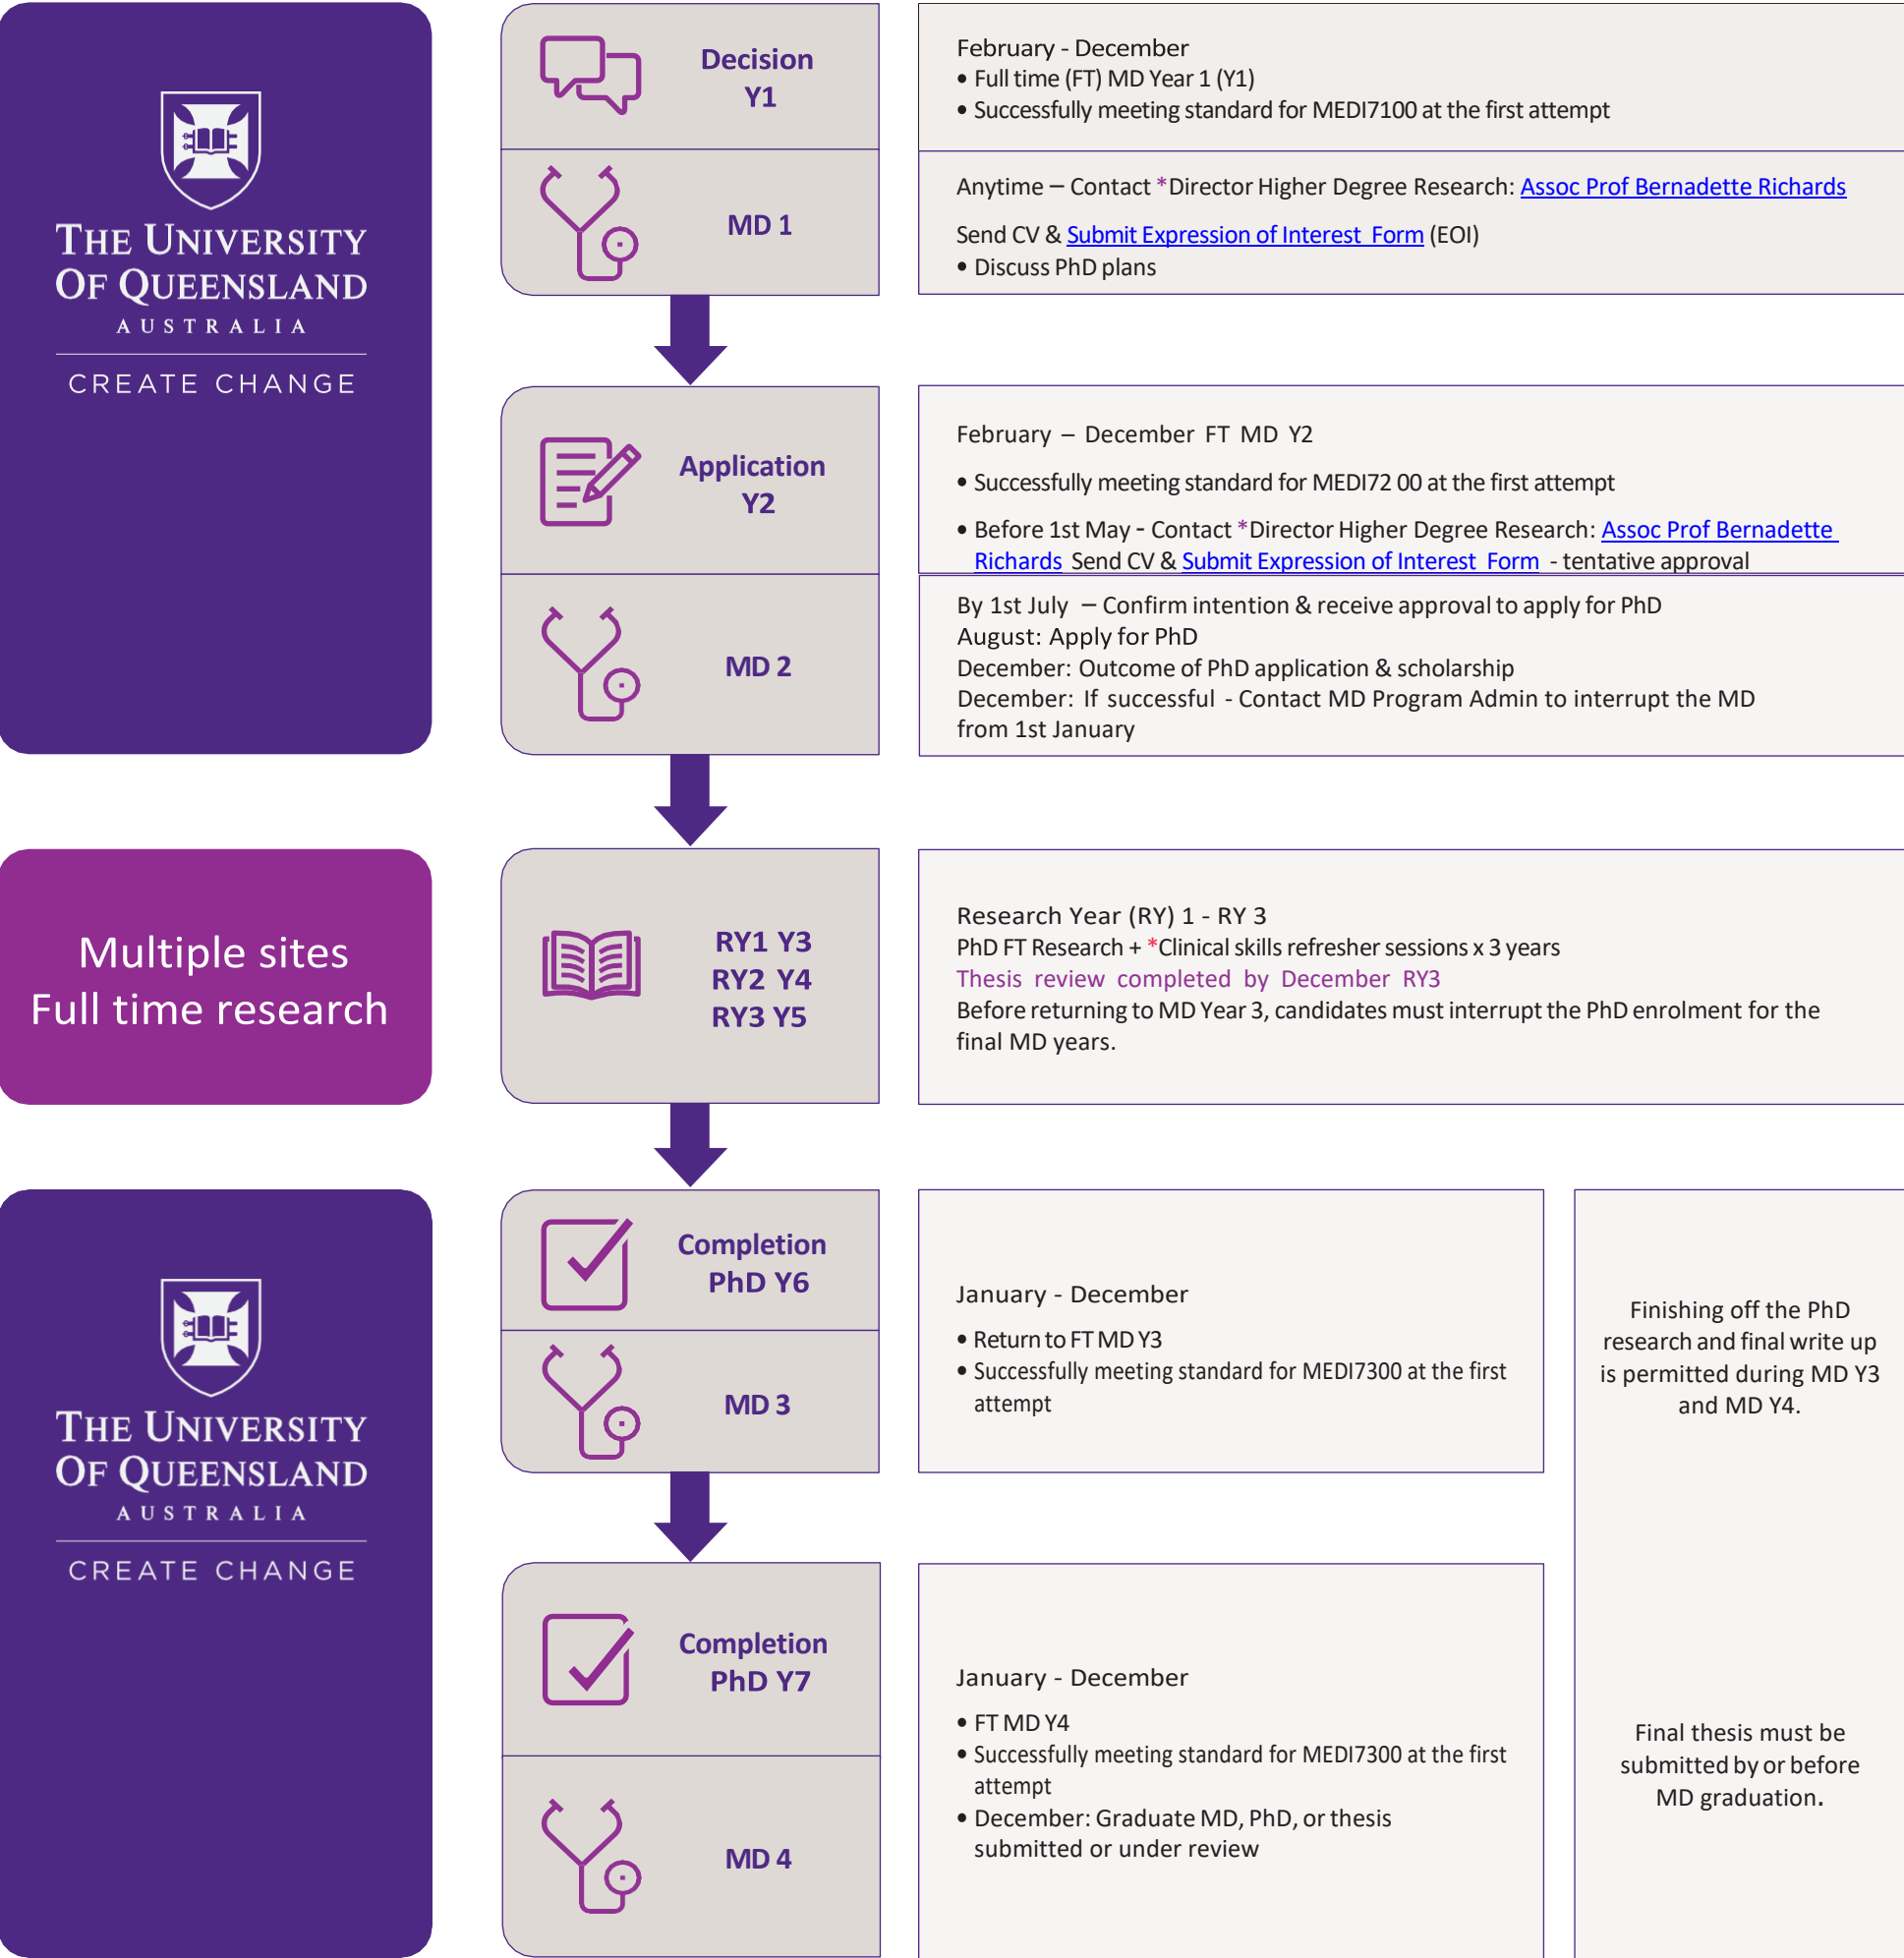 THE UNIVERSITY
OF QUEENSLAND
AUSTRALIA
CREATE CHANGE
Decision
Y1
February - December
• Full time (FT) MD Year 1 (Y1)
• Successfully meeting standard for MEDI7100 at the first attempt
MD 1
Anytime – Contact *Director Higher Degree Research: Assoc Prof Bernadette Richards
Send CV & Submit Expression of Interest Form (EOI)
• Discuss PhD plans
Application
Y2
February – December FT MD Y2
• Successfully meeting standard for MEDI72 00 at the first attempt
• Before 1st May - Contact *Director Higher Degree Research: Assoc Prof Bernadette
Richards Send CV & Submit Expression of Interest Form - tentative approval
MD 2
By 1st July – Confirm intention & receive approval to apply for PhD
August: Apply for PhD
December: Outcome of PhD application & scholarship
December: If successful - Contact MD Program Admin to interrupt the MD
from 1st January
Multiple sites
Full time research
RY1 Y3
RY2 Y4
RY3 Y5
Research Year (RY) 1 - RY 3
PhD FT Research + *Clinical skills refresher sessions x 3 years
Thesis review completed by December RY3
Before returning to MD Year 3, candidates must interrupt the PhD enrolment for the
final MD years.
THE UNIVERSITY
OF QUEENSLAND
AUSTRALIA
CREATE CHANGE
Completion
PhD Y6
MD 3
January - December
• Return to FT MD Y3
• Successfully meeting standard for MEDI7300 at the first
attempt
Finishing off the PhD
research and final write up
is permitted during MD Y3
and MD Y4.
Completion
PhD Y7
MD 4
January - December
• FT MD Y4
• Successfully meeting standard for MEDI7300 at the first
attempt
• December: Graduate MD, PhD, or thesis
submitted or under review
Final thesis must be
submitted by or before
MD graduation.